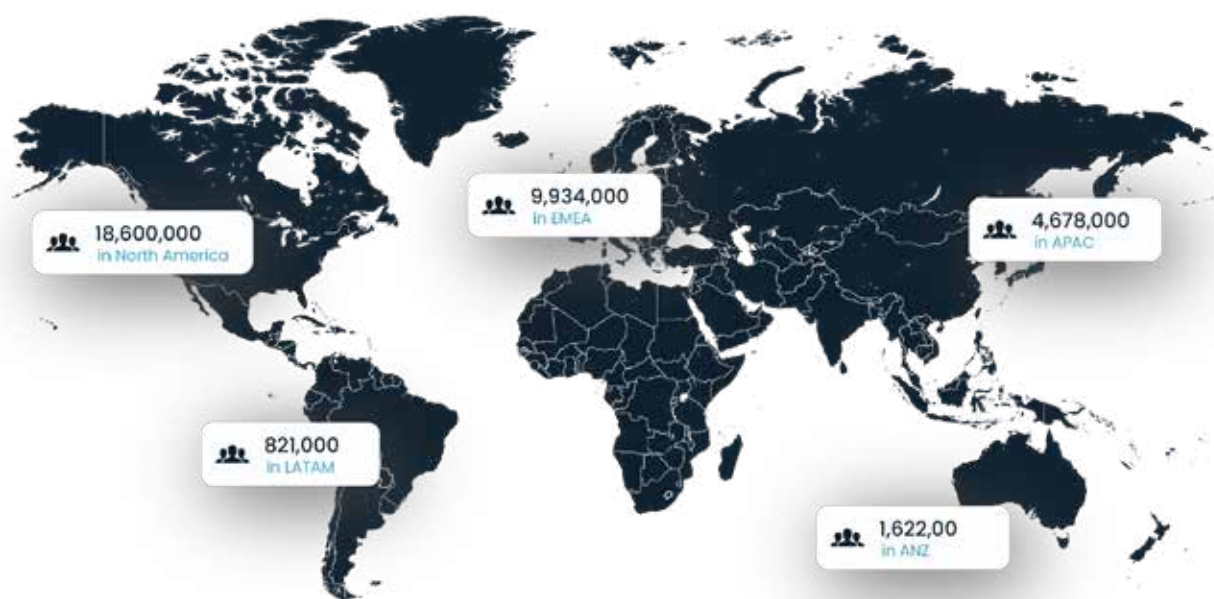 9,934,000
in EMEA
4,678,000
in APAC
18,600,000
in North America
821,000
in LATAM
1,622,00
in ANZ